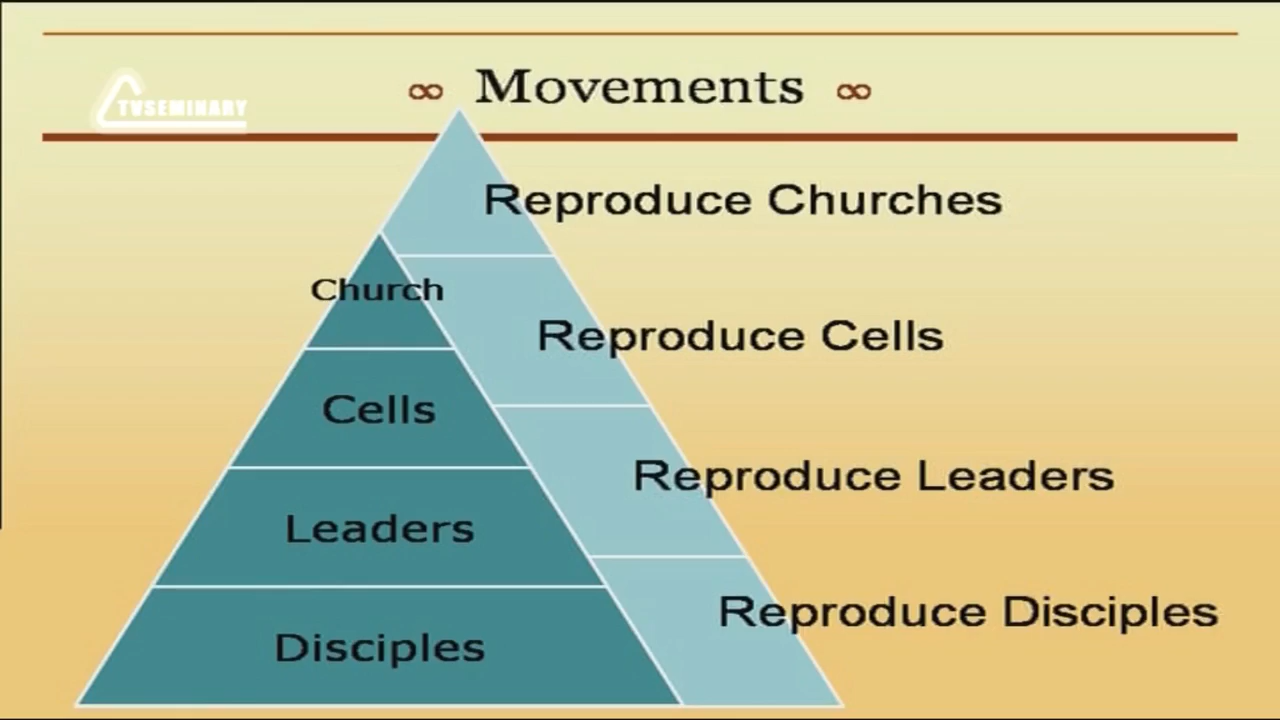 TVSEMINARY
∞ Movements ∞
Reproduce Churches
Church
Reproduce Cells
Cells
Reproduce Leaders
Leaders
Reproduce Disciples
Disciples